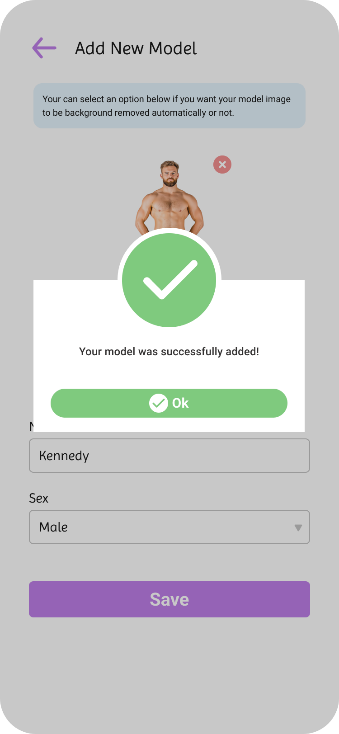 Add New Model
Your can select an option below if you want your model image
to be background removed automatically or not.
Your model was successfully added!
Ok
Kennedy
Sex
Male
Save